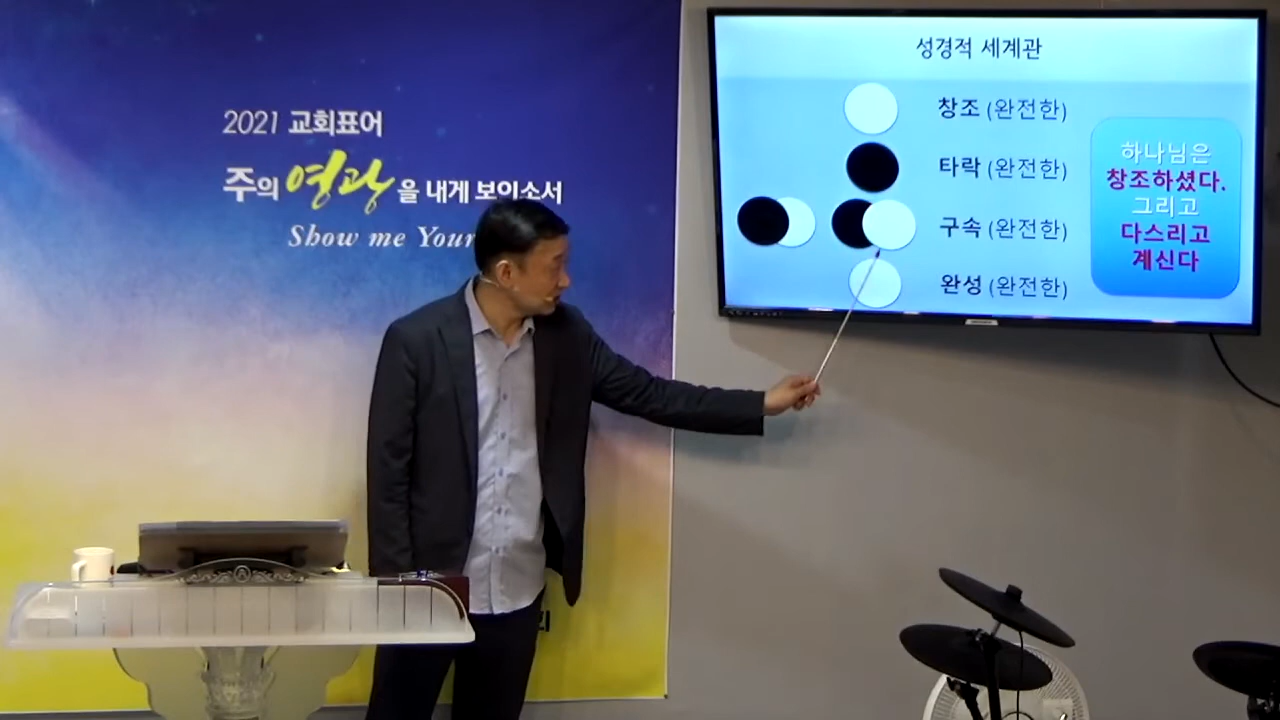 2021 교회표어
주의 영광을 내게 보이소서
Show me Your
회
성경적 세계관
창조 (완전한)
타락 (완전한)
구속 (완전한)
완성 (완전한)
하나님은
창조하셨다.
그리고
다스리고
계신다